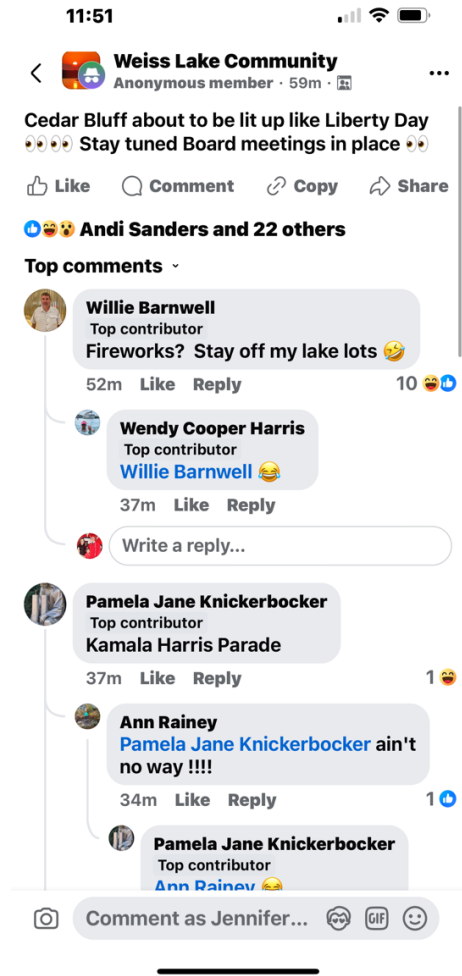 11:51
Weiss Lake Community
Anonymous member · 59m ·
Cedar Bluff about to be lit up like Liberty Day
👀👀 Stay tuned Board meetings in place 👀
Like Comment Copy Share
Andi Sanders and 22 others
Top comments
Willie Barnwell
Top contributor
Fireworks? Stay off my lake lots 🤣
52m Like Reply 10
Wendy Cooper Harris
Top contributor
Willie Barnwell 😂
37m Like Reply
Write a reply...
Pamela Jane Knickerbocker
Top contributor
Kamala Harris Parade
37m Like Reply 1
Ann Rainey
Pamela Jane Knickerbocker ain't
no way !!!!
34m Like Reply 1
Pamela Jane Knickerbocker
Top contributor
Ann Rainey 😂
Comment as Jennifer... GIF